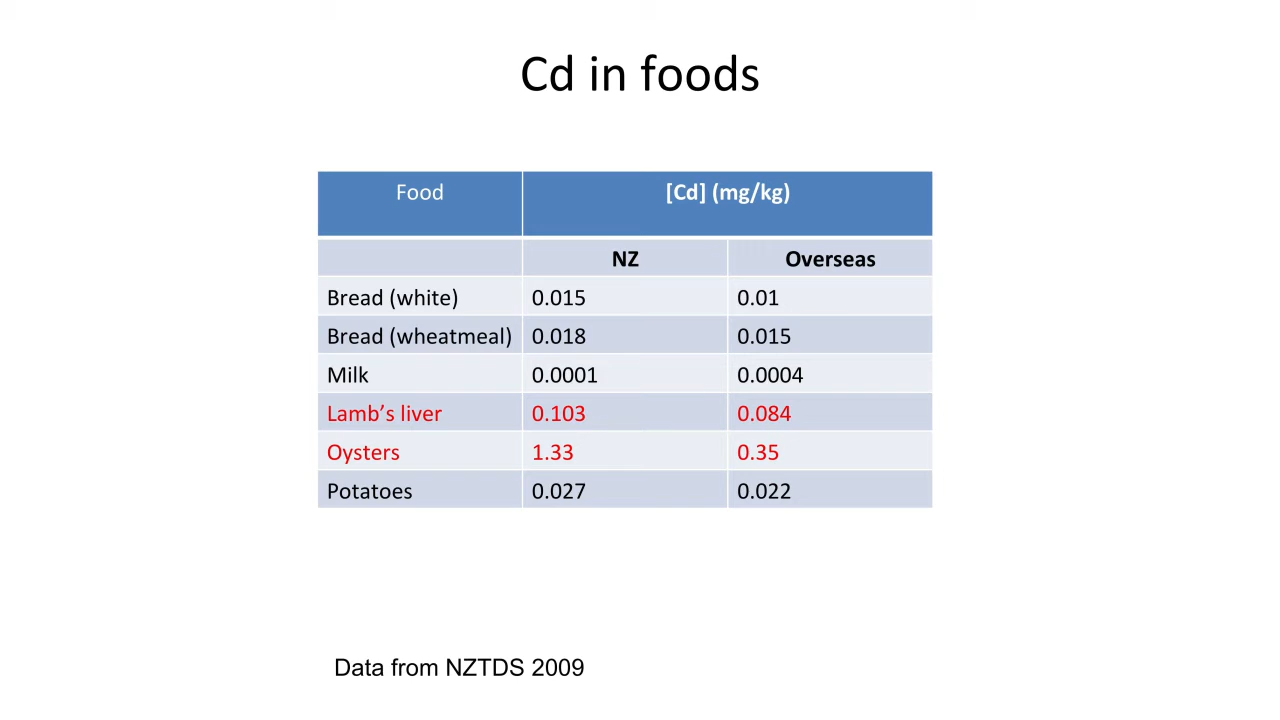 Cd in foods
Food [Cd] (mg/kg)
NZ Overseas
Bread (white) 0.015 0.01
Bread (wheatmeal) 0.018 0.015
Milk 0.0001 0.0004
Lamb’s liver 0.103 0.084
Oysters 1.33 0.35
Potatoes 0.027 0.022
Data from NZTDS 2009